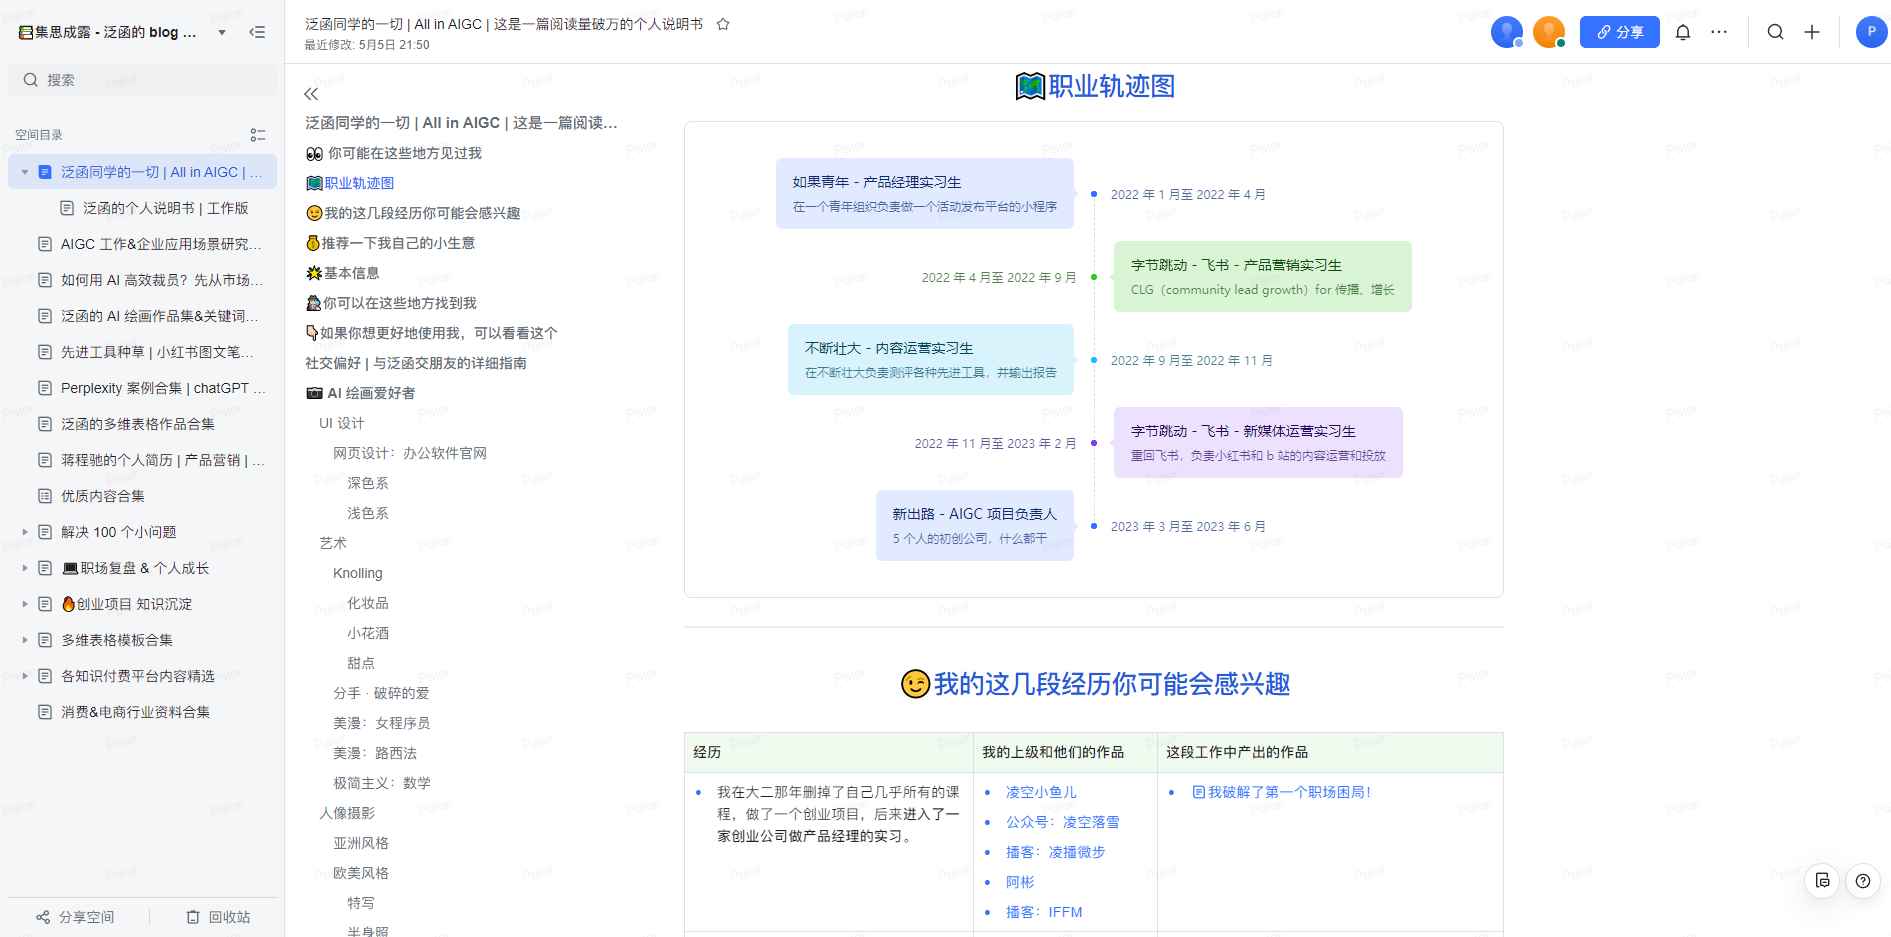 集思成露 - 泛函的 blog ...
搜索
空间目录
泛函同学的一切 | All in AIGC | ...
泛函的个人说明书 | 工作版
AIGC 工作&企业应用场景研究...
如何用 AI 高效裁员？先从市场...
泛函的 AI 绘画作品集&关键词...
先进工具种草 | 小红书图文笔...
Perplexity 案例合集 | chatGPT ...
泛函的多维表格作品合集
蒋程驰的个人简历 | 产品营销 | ...
优质内容合集
解决 100 个小问题
职场复盘 & 个人成长
创业项目 知识沉淀
多维表格模板合集
各知识付费平台内容精选
消费&电商行业资料合集
分享空间
回收站
泛函同学的一切 | All in AIGC | 这是一篇阅读量破万的个人说明书
最近修改: 5月5日 21:50
分享
P
泛函同学的一切 | All in AIGC | 这是一篇阅读...
你可能在这些地方见过我
职业轨迹图
我的这几段经历你可能会感兴趣
推荐一下我自己的小生意
基本信息
你可以在这些地方找到我
如果你想更好地使用我，可以看看这个
社交偏好 | 与泛函交朋友的详细指南
AI 绘画爱好者
UI 设计
网页设计：办公软件官网
深色系
浅色系
艺术
Knolling
化妆品
小花酒
甜点
分手 · 破碎的爱
美漫：女程序员
美漫：路西法
极简主义：数学
人像摄影
亚洲风格
欧美风格
特写
半身照
职业轨迹图
如果青年 - 产品经理实习生
在一个青年组织负责做一个活动发布平台的小程序
2022 年 1 月至 2022 年 4 月
字节跳动 - 飞书 - 产品营销实习生
CLG（community lead growth）for 传播、增长
2022 年 4 月至 2022 年 9 月
不断壮大 - 内容运营实习生
在不断壮大负责测评各种先进工具，并输出报告
2022 年 9 月至 2022 年 11 月
字节跳动 - 飞书 - 新媒体运营实习生
重回飞书，负责小红书和 b 站的内容运营和投放
2022 年 11 月至 2023 年 2 月
新出路 - AIGC 项目负责人
5 个人的初创公司，什么都干
2023 年 3 月至 2023 年 6 月
我的这几段经历你可能会感兴趣
经历
我的上级和他们的作品
这段工作中产出的作品
我在大二那年删掉了自己几乎所有的课
程，做了一个创业项目，后来进入了一
家创业公司做产品经理的实习。
凌空小鱼儿
公众号：凌空落雪
播客：凌播微步
阿彬
播客：IFFM
我破解了第一个职场困局！